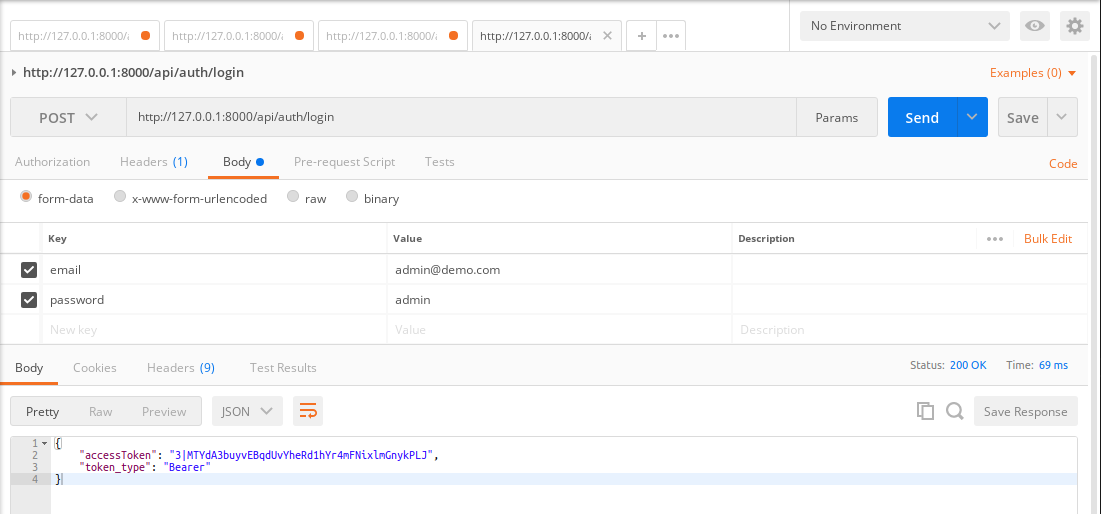 http://127.0.0.1:8000/a http://127.0.0.1:8000/a http://127.0.0.1:8000/a http://127.0.0.1:8000/a × + ••• No Environment
http://127.0.0.1:8000/api/auth/login Examples (0)
POST http://127.0.0.1:8000/api/auth/login Params Send Save
Authorization Headers (1) Body Pre-request Script Tests Code
form-data x-www-form-urlencoded raw binary
Key Value Description ••• Bulk Edit
email admin@demo.com
password admin
New key Value Description
Body Cookies Headers (9) Test Results Status: 200 OK Time: 69 ms
Pretty Raw Preview JSON Save Response
1 {
2 "accessToken": "3|MTYdA3buyvEBqdUvYheRd1hYr4mFNixlmGnykPLJ",
3 "token_type": "Bearer"
4 }